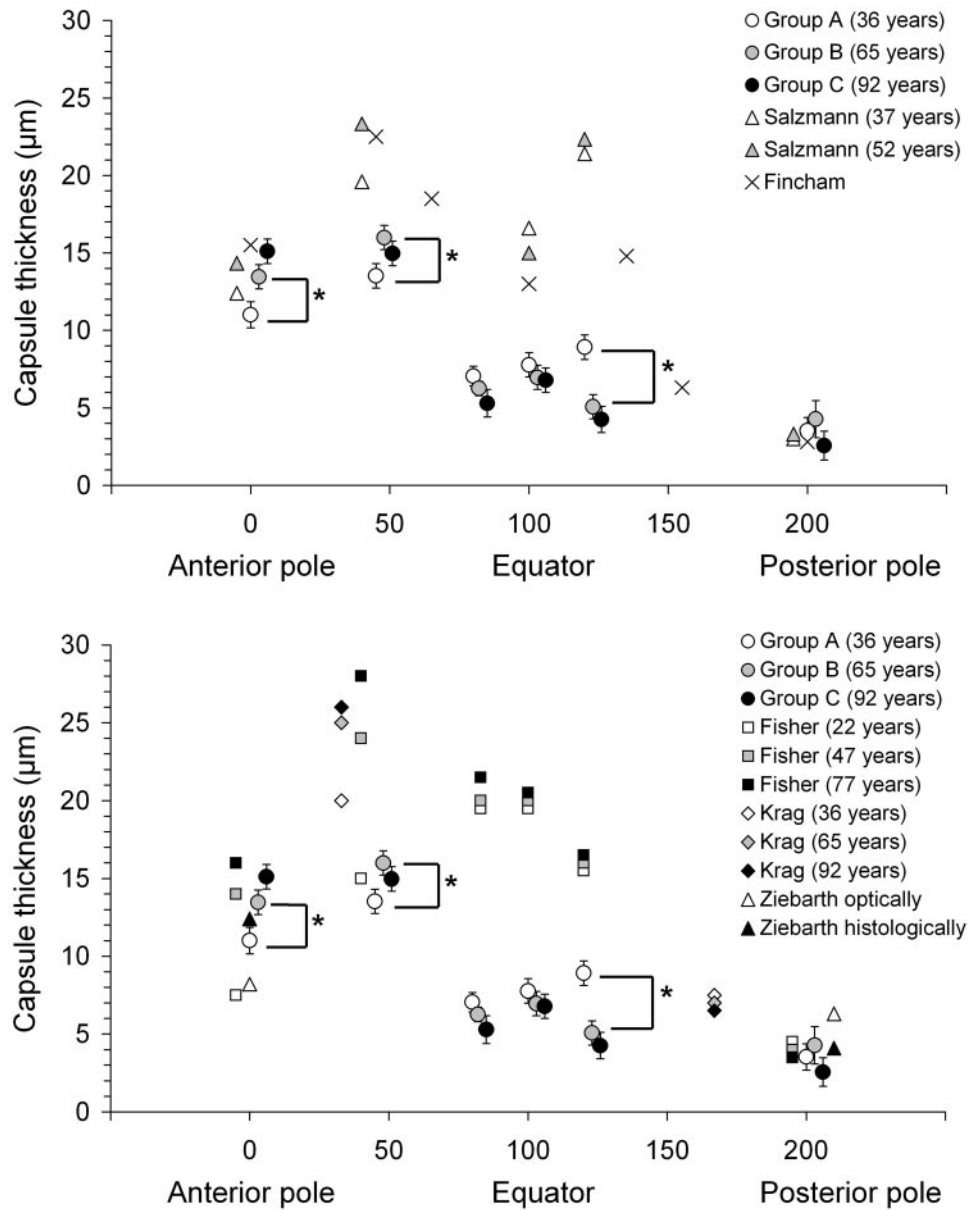 30
25
20
15
10
5
0
Capsule thickness (μm)
Group A (36 years)
Group B (65 years)
Group C (92 years)
Salzmann (37 years)
Salzmann (52 years)
Fincham
*
*
*
0 50 100 150 200
Anterior pole Equator Posterior pole
30
25
20
15
10
5
0
Capsule thickness (μm)
Group A (36 years)
Group B (65 years)
Group C (92 years)
Fisher (22 years)
Fisher (47 years)
Fisher (77 years)
Krag (36 years)
Krag (65 years)
Krag (92 years)
Ziebarth optically
Ziebarth histologically
*
*
*
0 50 100 150 200
Anterior pole Equator Posterior pole